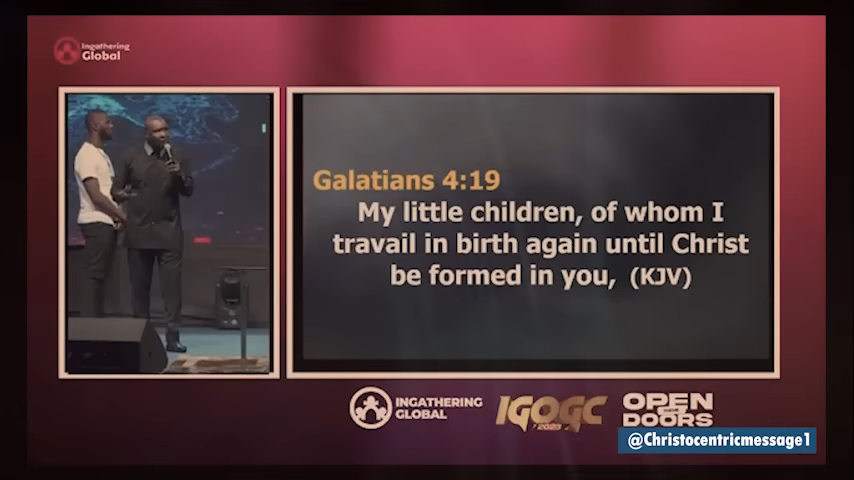 Ingathering
Global
Galatians 4:19
My little children, of whom I
travail in birth again until Christ
be formed in you, (KJV)
INGATHERING
GLOBAL
IGOGC
2023
OPEN
DOORS
@Christocentricmessage1